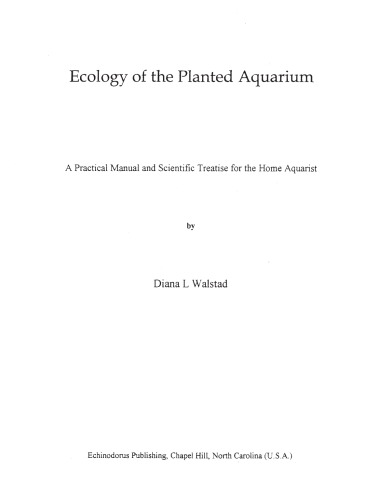 Ecology of the Planted Aquarium
A Practical Manual and Scientific Treatise for the Home Aquarist
by
Diana L Walstad
Echinodorus Publishing, Chapel Hill, North Carolina (U.S.A.)